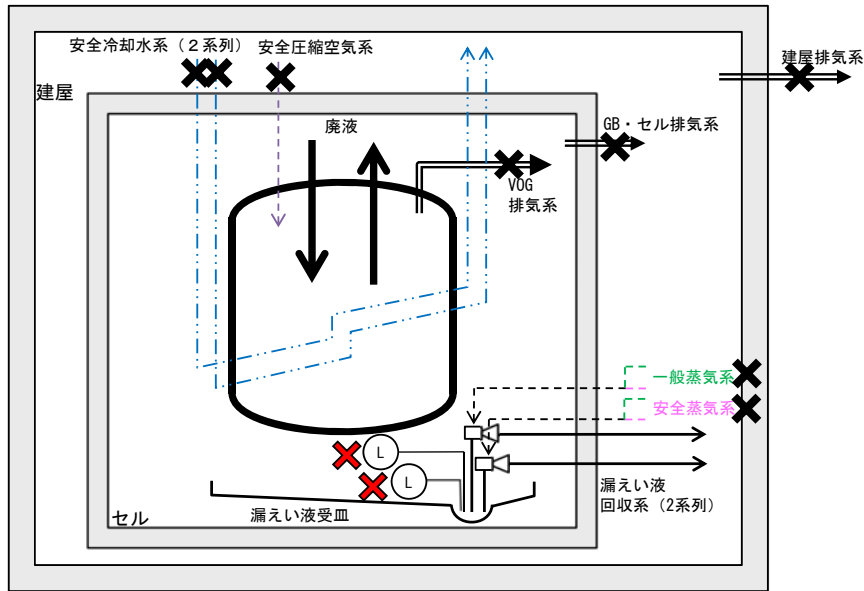 安全冷却水系（２系列）
安全圧縮空気系
建屋排気系
建屋
GB・セル排気系
廃液
VOG
排気系
一般蒸気系
安全蒸気系
L
L
漏えい液
回収系（2系列）
漏えい液受皿
セル